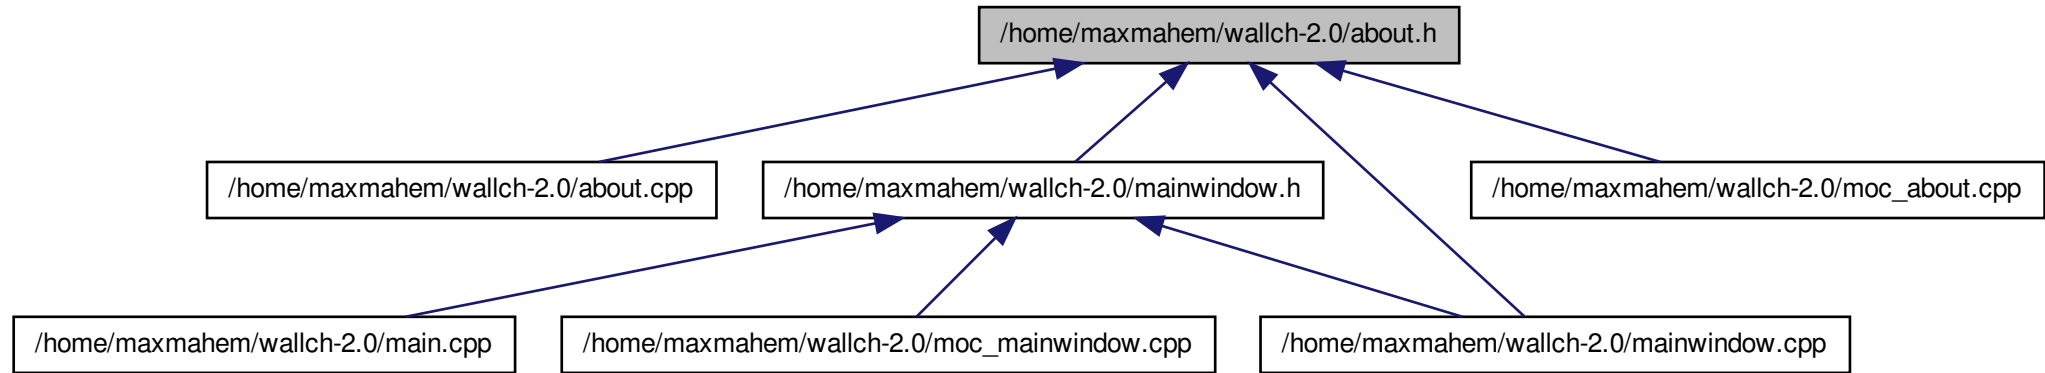 /home/maxmahem/wallch-2.0/about.h
/home/maxmahem/wallch-2.0/about.cpp
/home/maxmahem/wallch-2.0/mainwindow.h
/home/maxmahem/wallch-2.0/moc_about.cpp
/home/maxmahem/wallch-2.0/main.cpp
/home/maxmahem/wallch-2.0/moc_mainwindow.cpp
/home/maxmahem/wallch-2.0/mainwindow.cpp